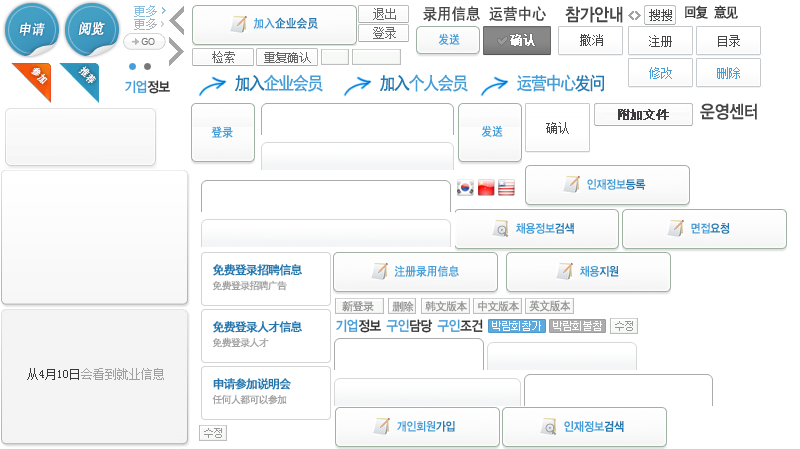 申请
阅览
更多
更多
GO
加入企业会员
退出
登录
录用信息
运营中心
参加咨询
搜搜
回复
意见
发送
确认
撤消
注册
目录
修改
删除
检索
重复确认
参加
推荐
기업정보
加入企业会员
加入个人会员
运营中心发问
登录
发送
确认
附加文件
운영센터
인재정보등록
채용정보검색
면접요청
免费登录招聘信息
免费登录招聘广告
注册录用信息
채용지원
新登录
删除
韩文版本
中文版本
英文版本
免费登录人才信息
免费登录人才
기업정보
구인담당
구인조건
박람회참가
박람회불참
수정
从4月10日会看到就业信息
申请参加说明会
任何人都可以参加
수정
개인회원가입
인재정보검색